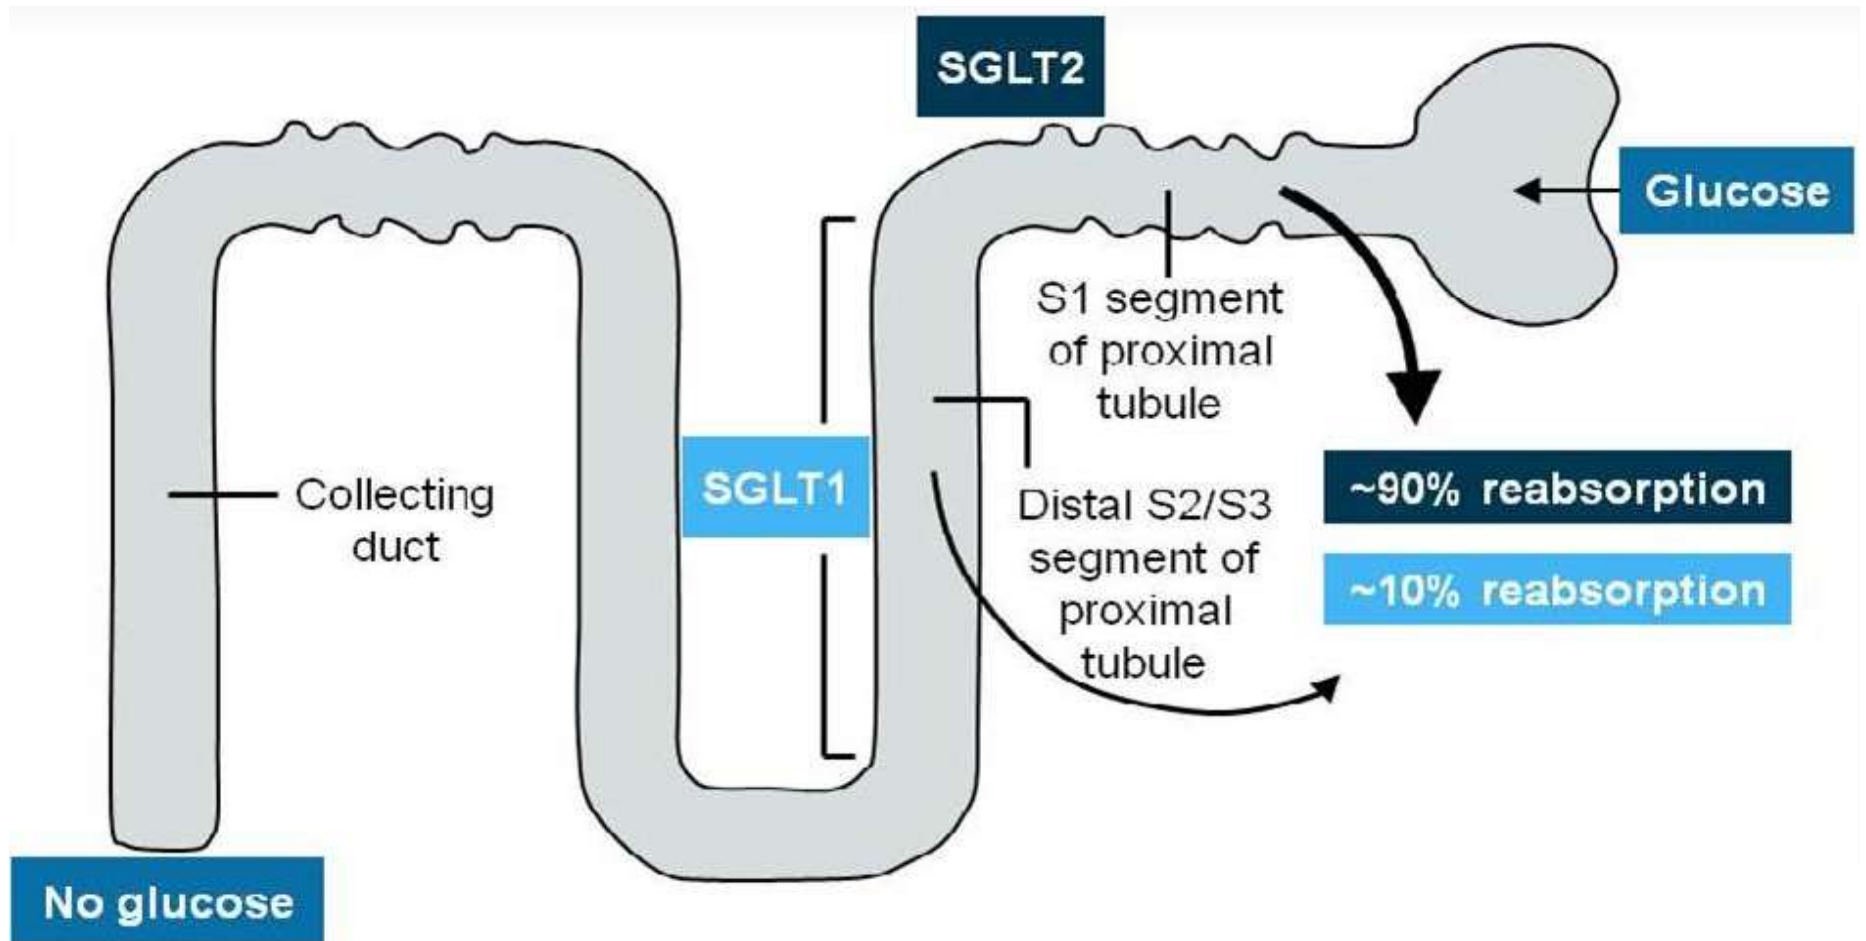 SGLT2
Glucose
S1 segment
of proximal
tubule
SGLT1
Collecting
duct
Distal S2/S3
segment of
proximal
tubule
~90% reabsorption
~10% reabsorption
No glucose